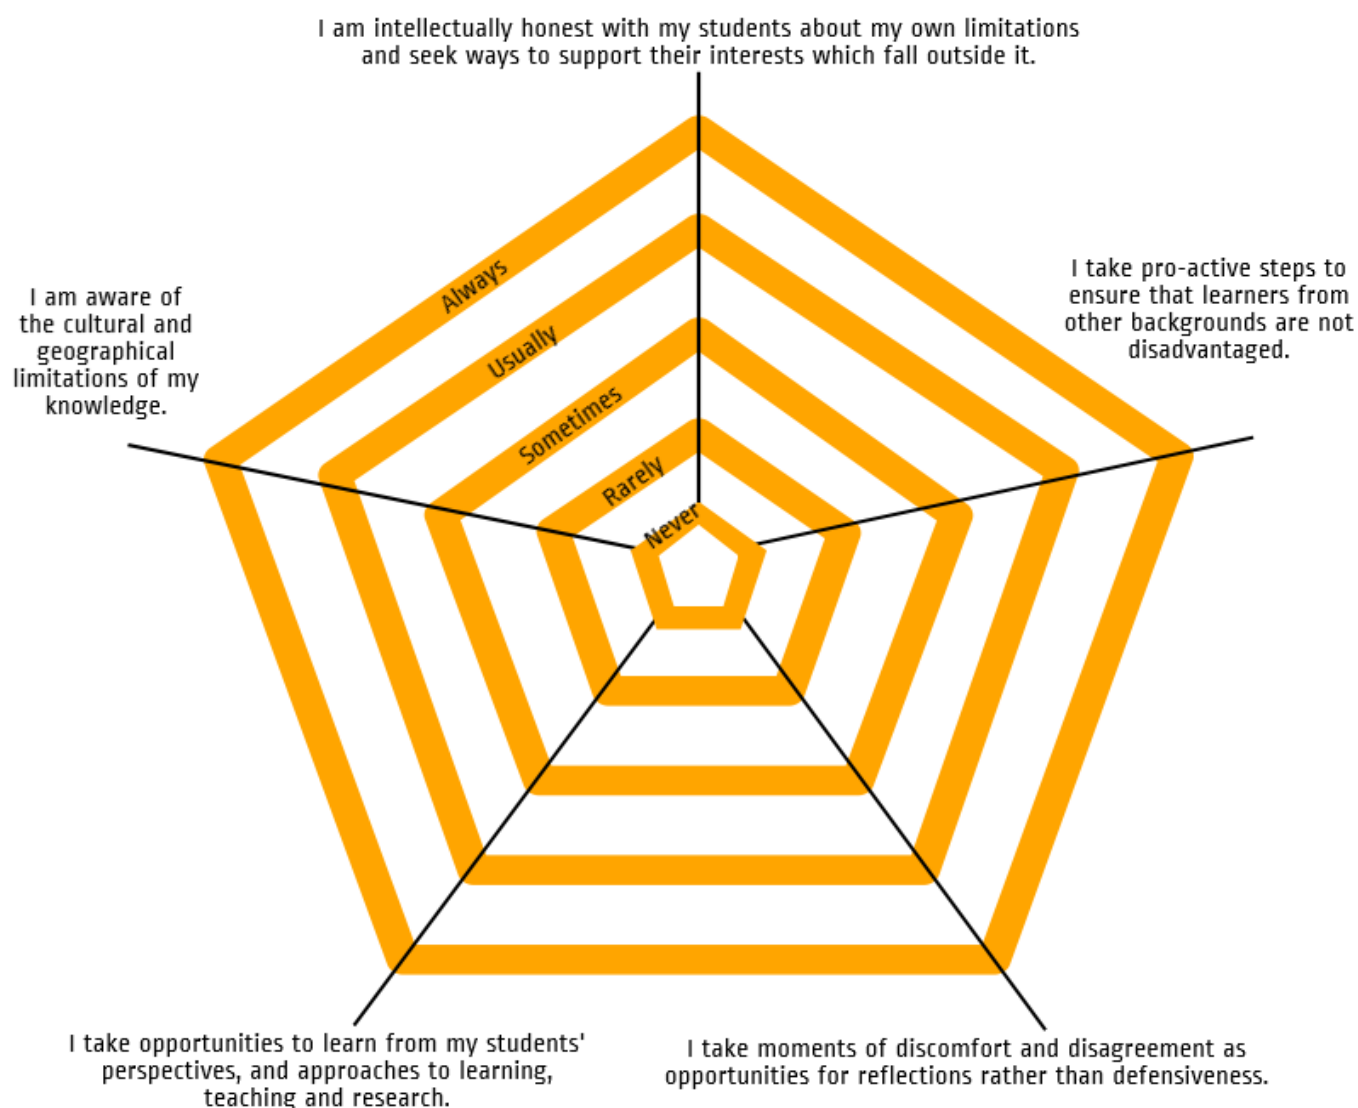 I am intellectually honest with my students about my own limitations
and seek ways to support their interests which fall outside it.
I take pro-active steps to
ensure that learners from
other backgrounds are not
disadvantaged.
I am aware of
the cultural and
geographical
limitations of my
knowledge.
Always
Usually
Sometimes
Rarely
Never
I take opportunities to learn from my students'
perspectives, and approaches to learning,
teaching and research.
I take moments of discomfort and disagreement as
opportunities for reflections rather than defensiveness.